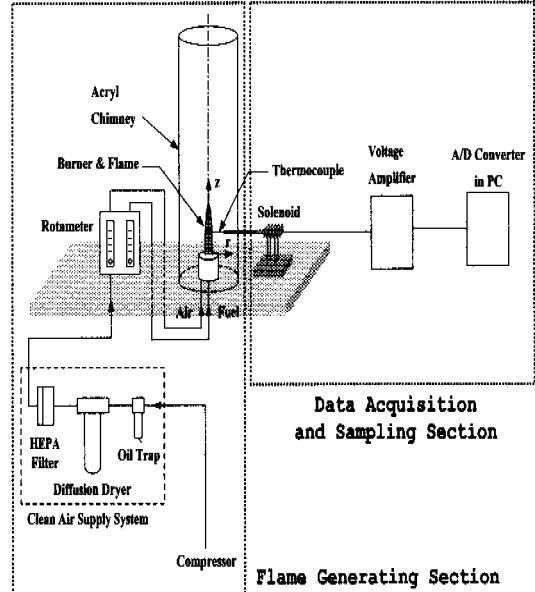 Acryl
Chimney
Burner & Flame
z
Thermocouple
Voltage
Amplifier
A/D Converter
in PC
Rotameter
Solenoid
r
Air
Fuel
HEPA
Filter
Oil Trap
Diffusion Dryer
Clean Air Supply System
Compressor
Data Acquisition
and Sampling Section
Flame Generating Section